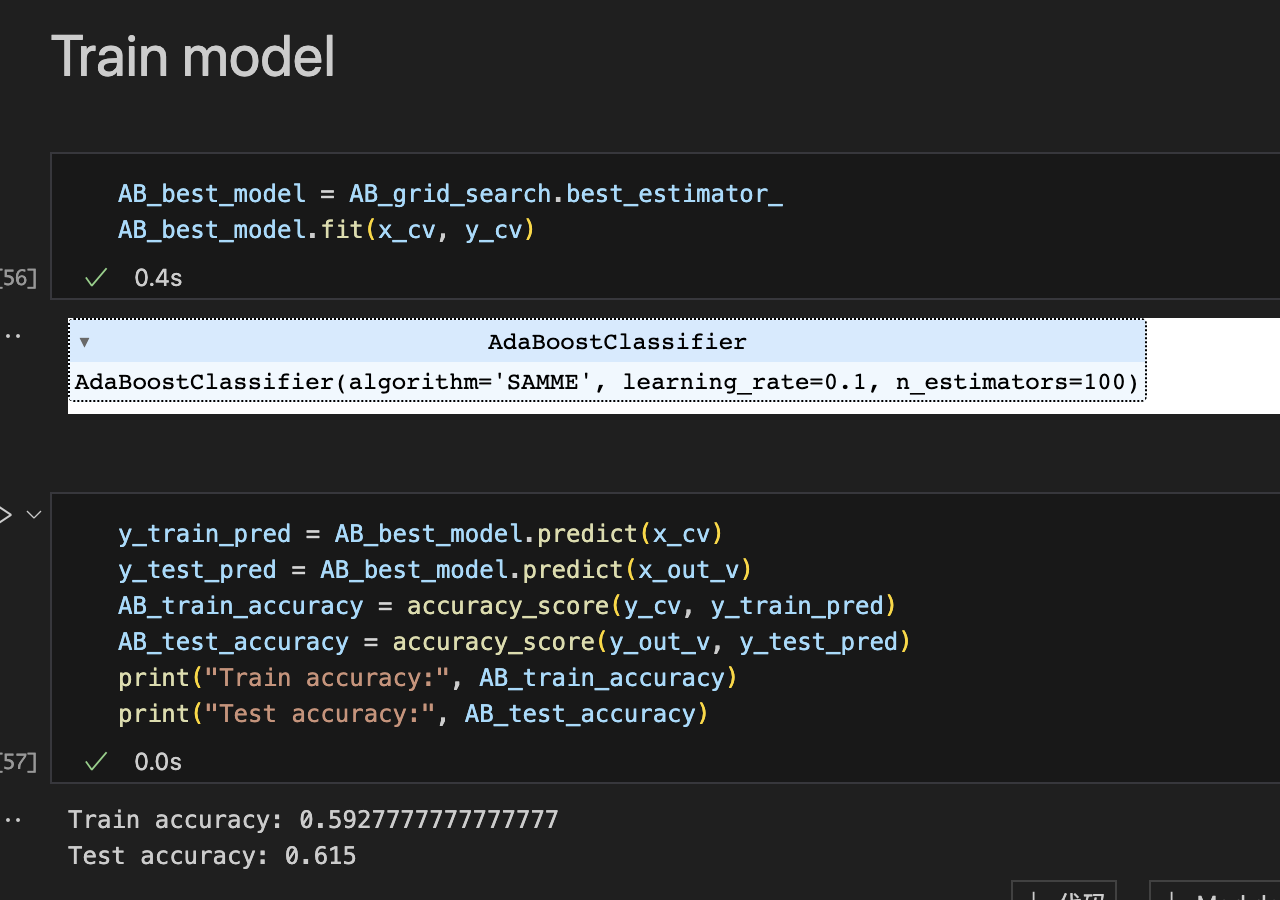 Train model
AB_best_model = AB_grid_search.best_estimator_
AB_best_model.fit(x_cv, y_cv)
[56]
0.4s
AdaBoostClassifier
AdaBoostClassifier(algorithm='SAMME', learning_rate=0.1, n_estimators=100)
y_train_pred = AB_best_model.predict(x_cv)
y_test_pred = AB_best_model.predict(x_out_v)
AB_train_accuracy = accuracy_score(y_cv, y_train_pred)
AB_test_accuracy = accuracy_score(y_out_v, y_test_pred)
print("Train accuracy:", AB_train_accuracy)
print("Test accuracy:", AB_test_accuracy)
[57]
0.0s
Train accuracy: 0.5927777777777777
Test accuracy: 0.615